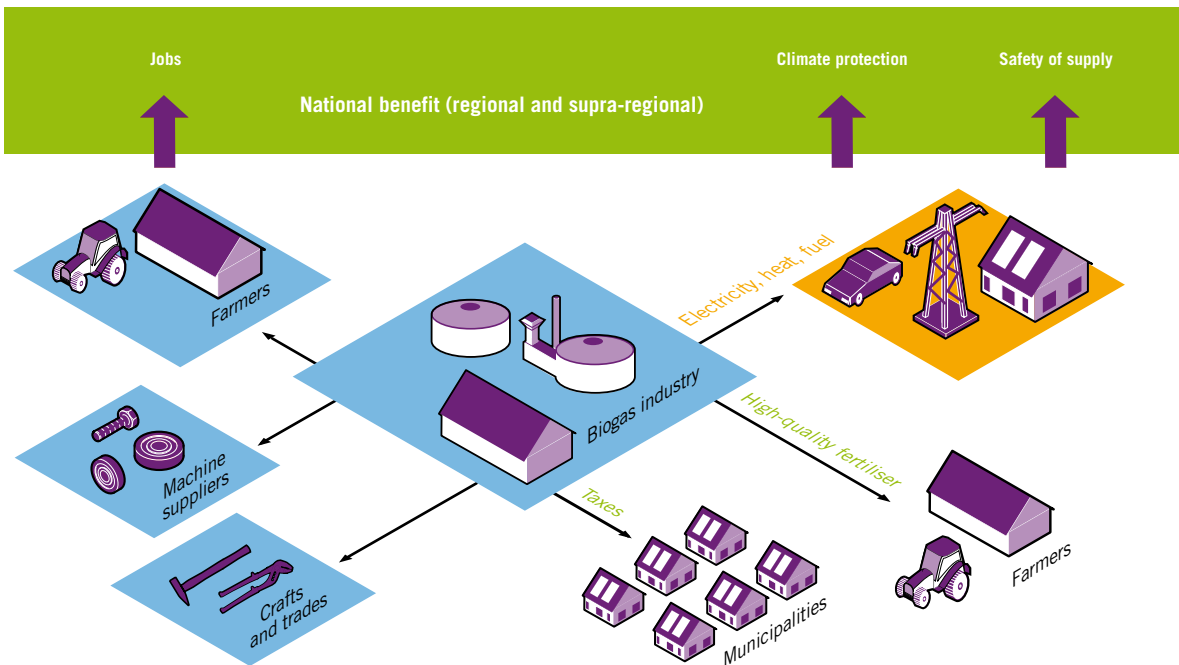 Jobs
Climate protection
Safety of supply
National benefit (regional and supra-regional)
Farmers
Electricity, heat, fuel
Biogas industry
High-quality fertiliser
Machine
suppliers
Taxes
Farmers
Crafts
and trades
Municipalities